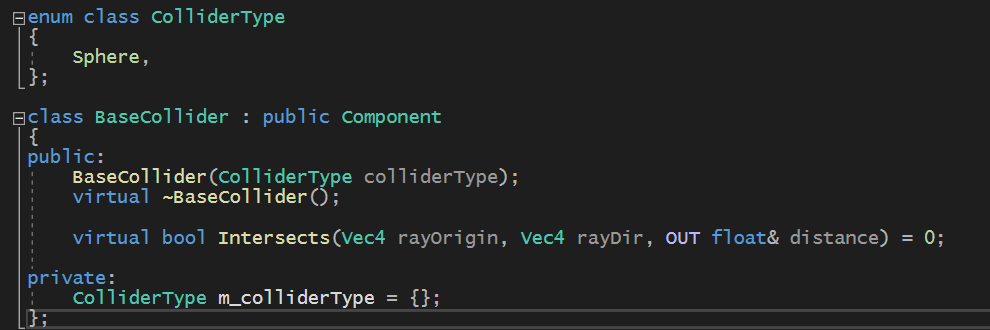 enum class ColliderType
{
    Sphere,
};

class BaseCollider : public Component
{
public:
    BaseCollider(ColliderType colliderType);
    virtual ~BaseCollider();

    virtual bool Intersects(Vec4 rayOrigin, Vec4 rayDir, OUT float& distance) = 0;

private:
    ColliderType m_colliderType = {};
};